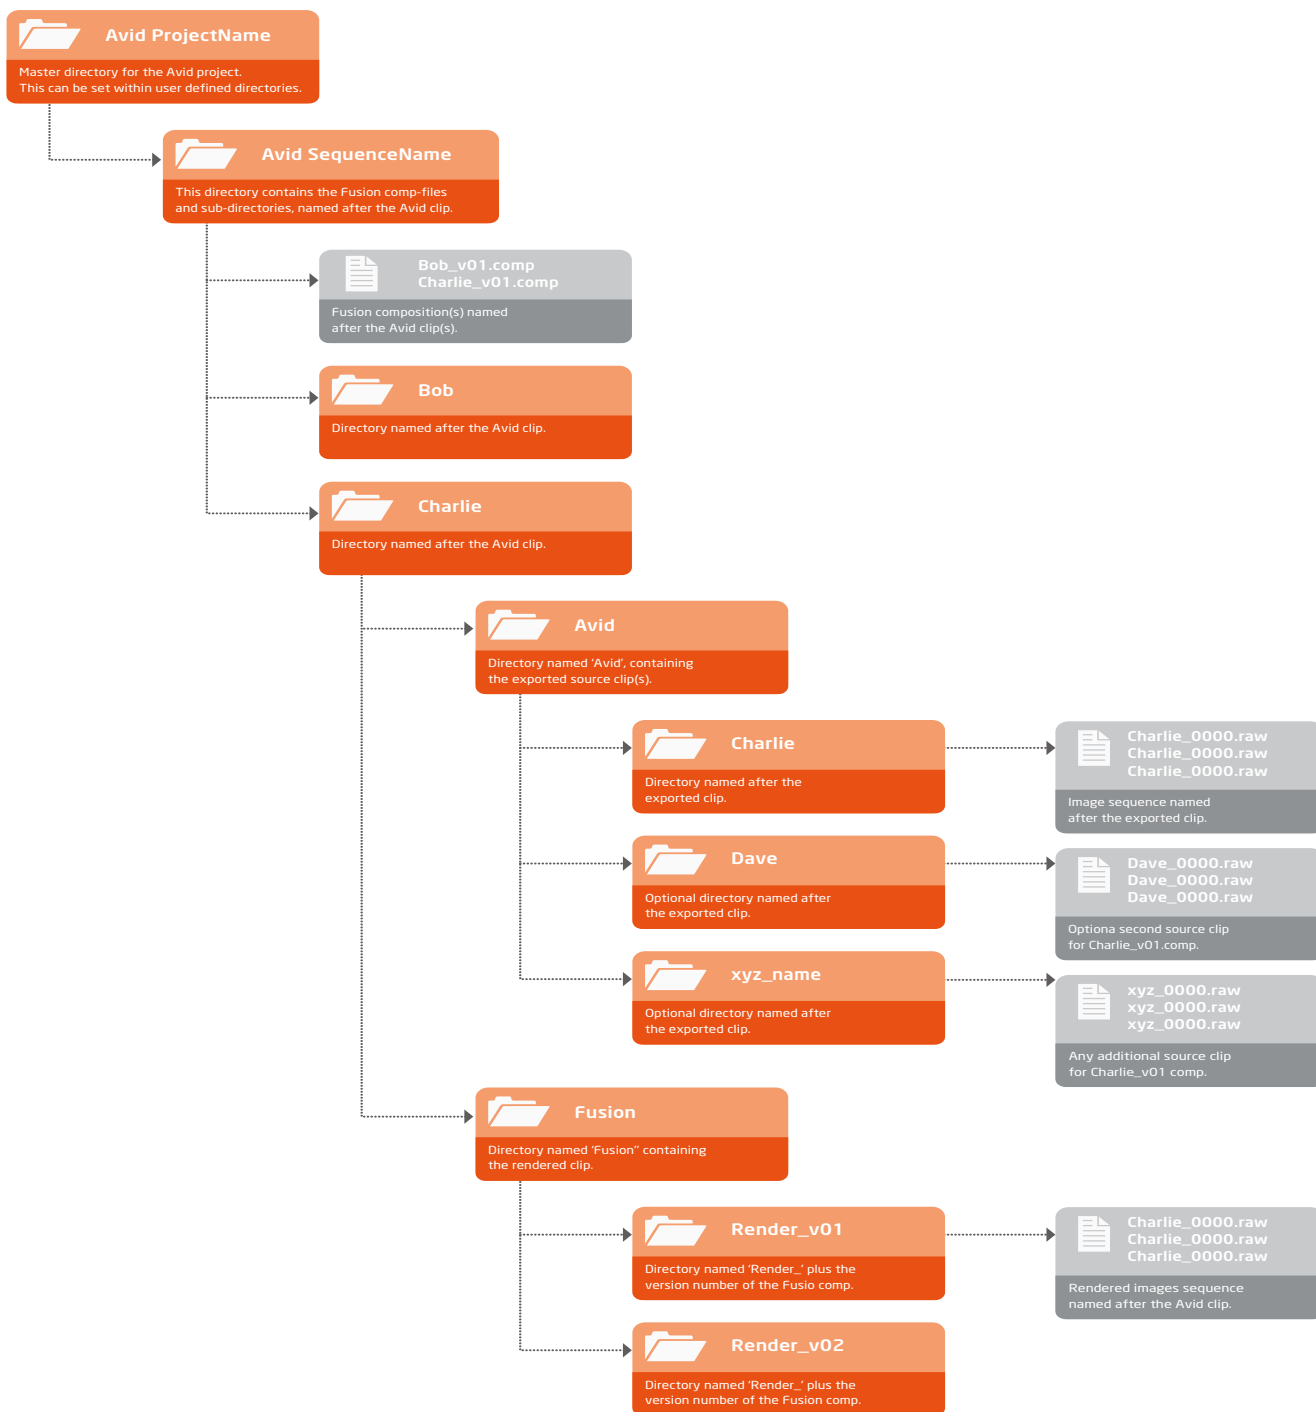 Avid ProjectName
Master directory for the Avid project.
This can be set within user defined directories.
Avid SequenceName
This directory contains the Fusion comp-files
and sub-directories, named after the Avid clip.
Bob_v01.comp
Charlie_v01.comp
Fusion composition(s) named
after the Avid clip(s).
Bob
Directory named after the Avid clip.
Charlie
Directory named after the Avid clip.
Avid
Directory named ‘Avid’, containing
the exported source clip(s).
Charlie
Directory named after the
exported clip.
Charlie_0000.raw
Charlie_0000.raw
Charlie_0000.raw
Image sequence named
after the exported clip.
Dave
Optional directory named after
the exported clip.
Dave_0000.raw
Dave_0000.raw
Dave_0000.raw
Optiona second source clip
for Charlie_v01.comp.
xyz_name
Optional directory named after
the exported clip.
xyz_0000.raw
xyz_0000.raw
xyz_0000.raw
Any additional source clip
for Charlie_v01 comp.
Fusion
Directory named ‘Fusion” containing
the rendered clip.
Render_v01
Directory named ‘Render_’ plus the
version number of the Fusio comp.
Charlie_0000.raw
Charlie_0000.raw
Charlie_0000.raw
Rendered images sequence
named after the Avid clip.
Render_v02
Directory named ‘Render_’ plus the
version number of the Fusion comp.